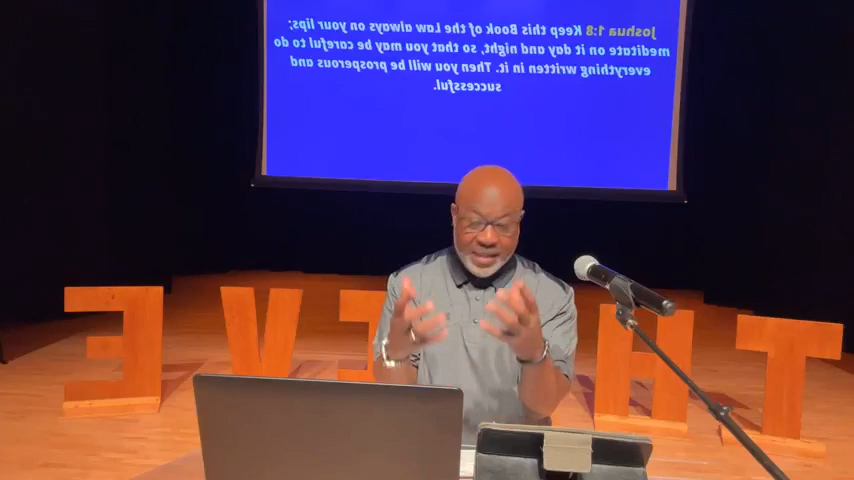 Joshua 1:8 Keep this Book of the Law always on your lips;
meditate on it day and night, so that you may be careful to do
everything written in it. Then you will be prosperous and
successful.
THRIVE